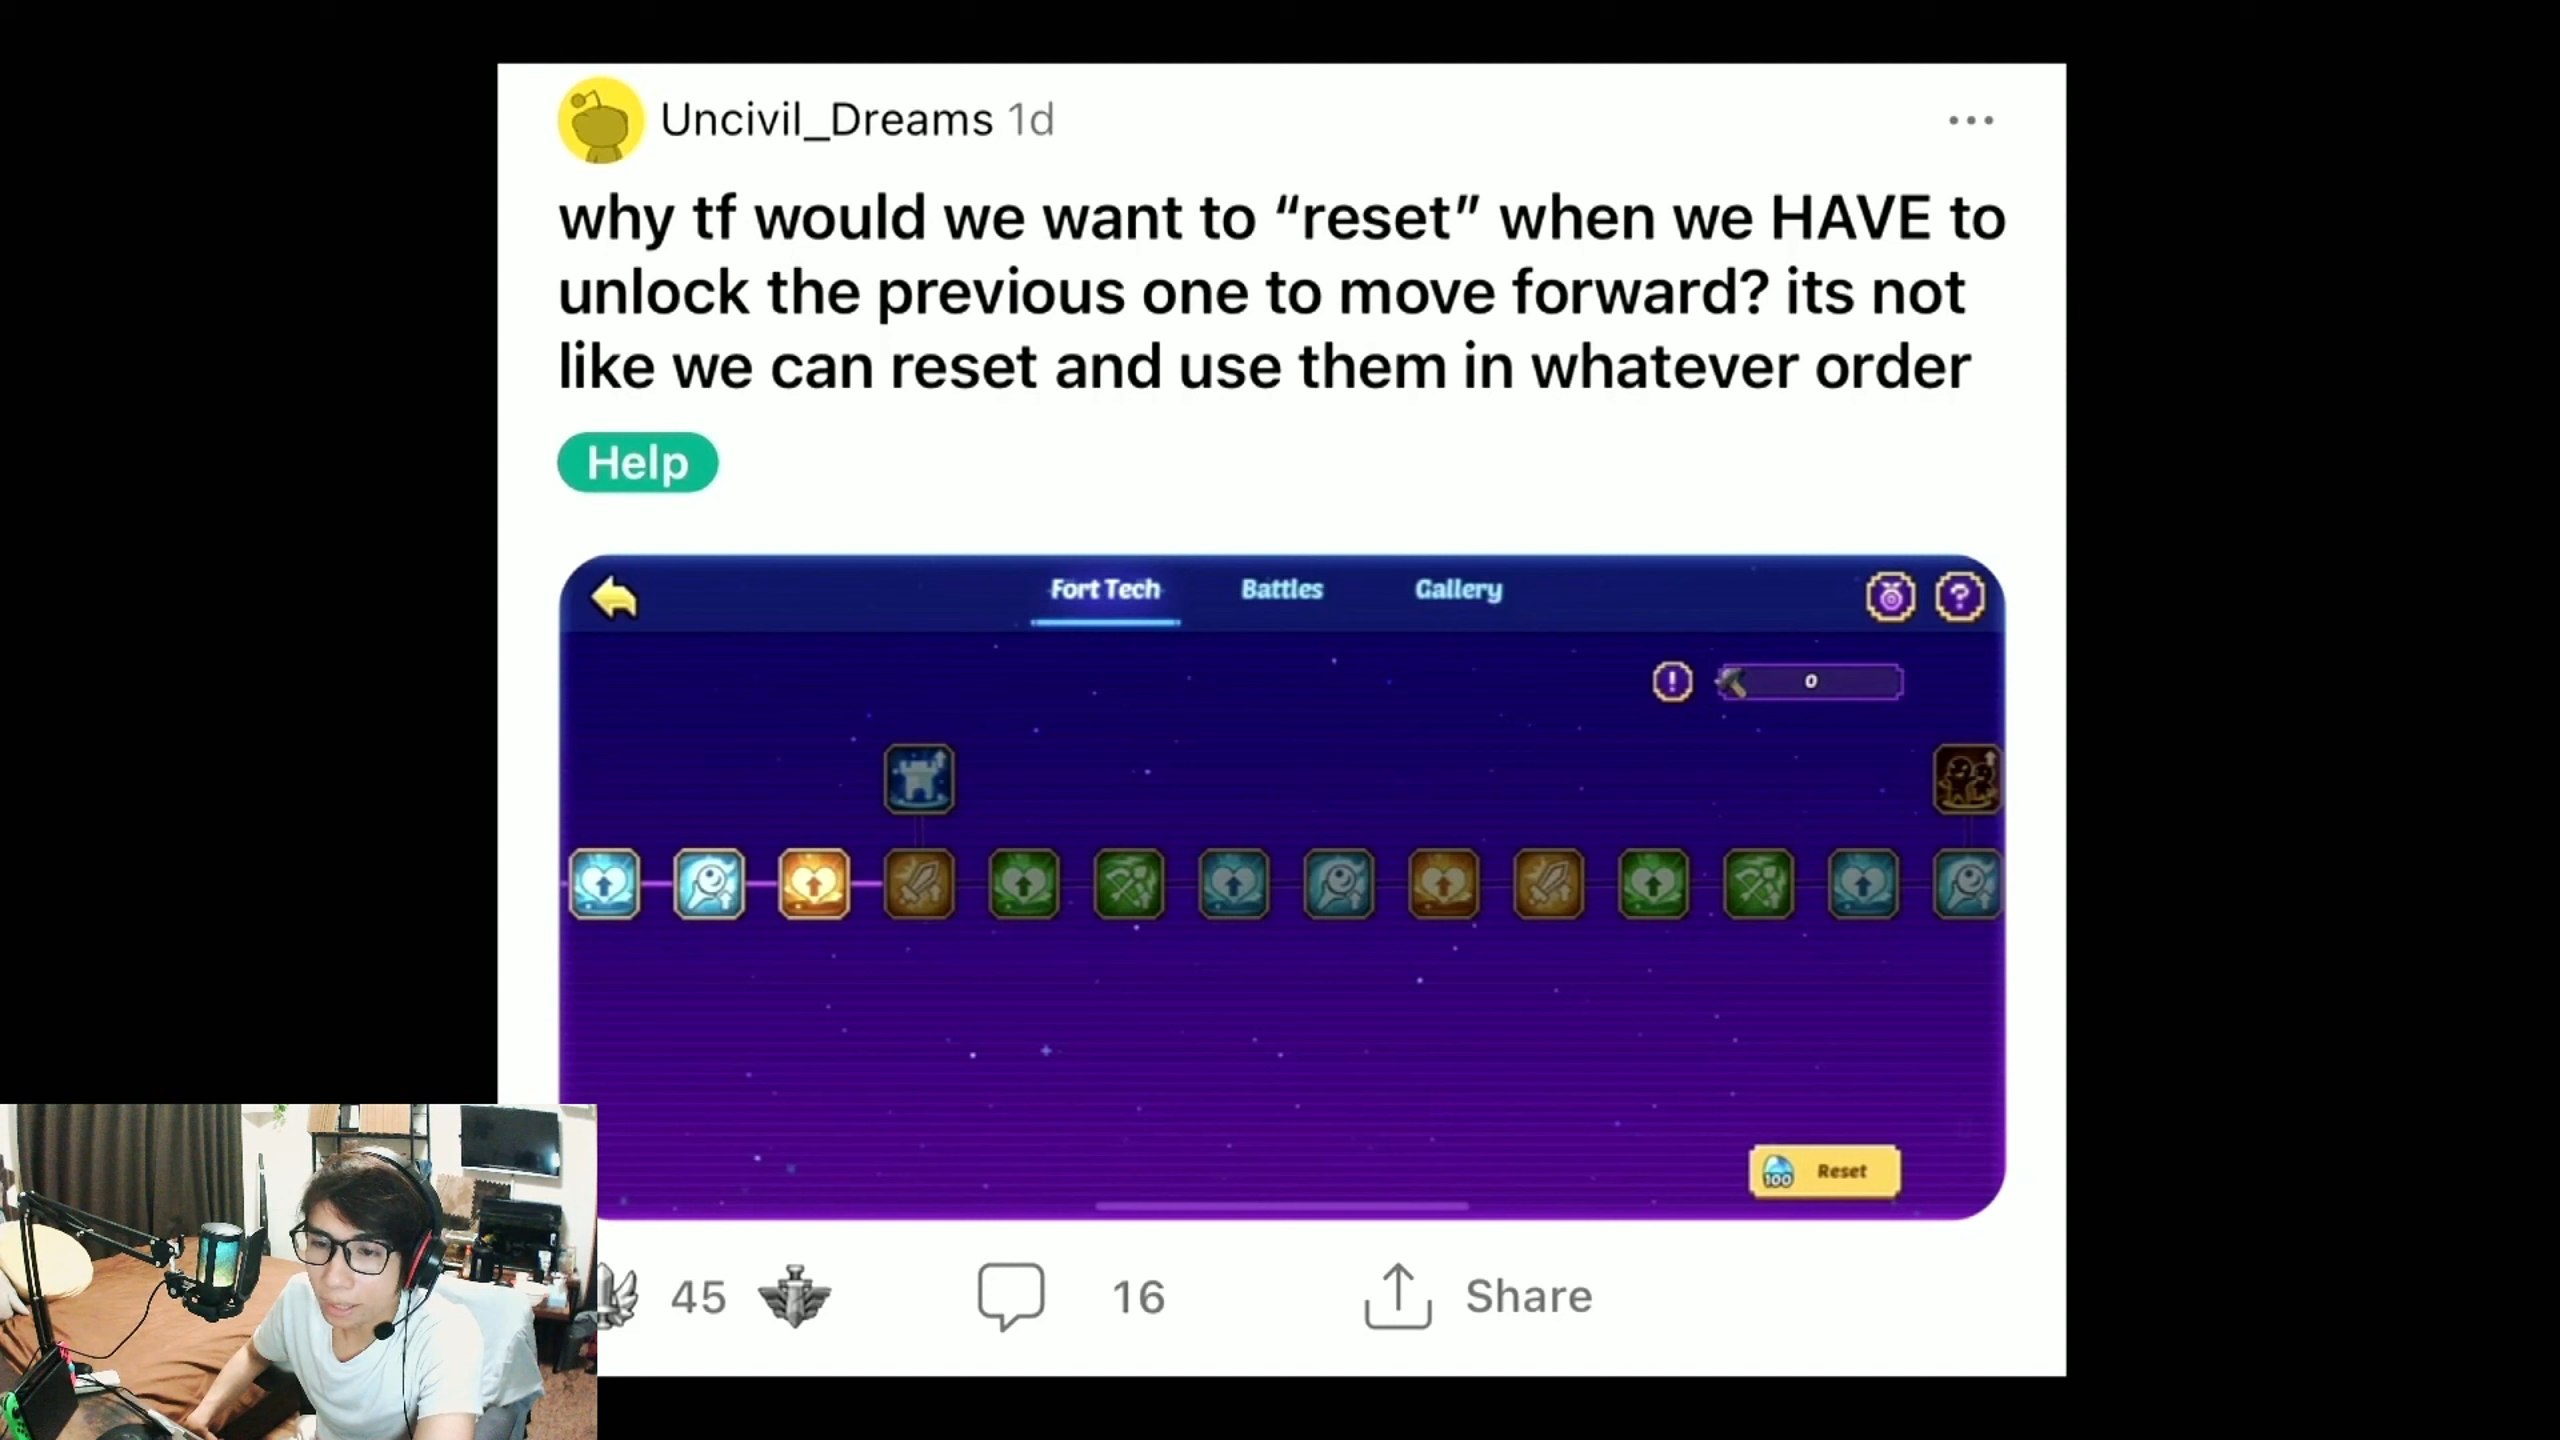 Uncivil_Dreams 1d
why tf would we want to “reset” when we HAVE to
unlock the previous one to move forward? its not
like we can reset and use them in whatever order
Help
Fort Tech Battles Gallery
?
! 0
100 Reset
45 16 Share